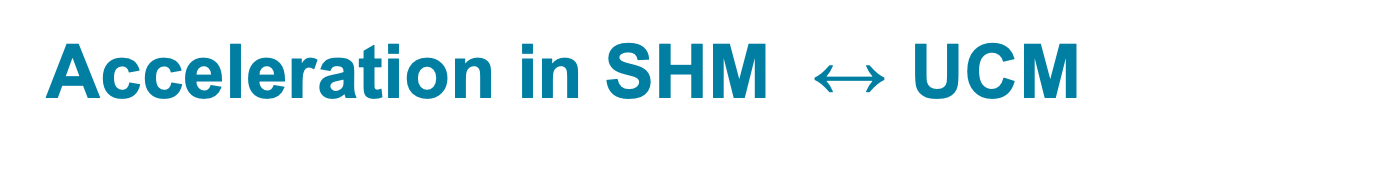 Acceleration in SHM ↔ UCM